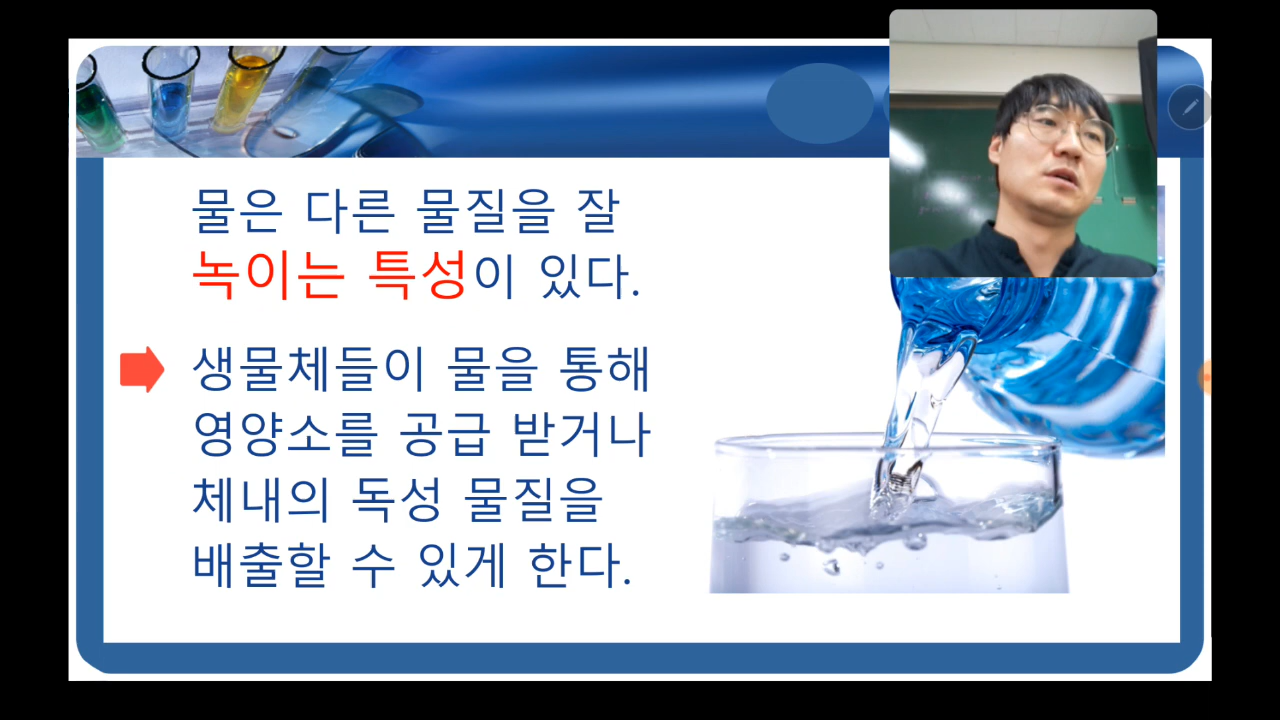 물은 다른 물질을 잘
녹이는 특성이 있다.
생물체들이 물을 통해
영양소를 공급 받거나
체내의 독성 물질을
배출할 수 있게 한다.